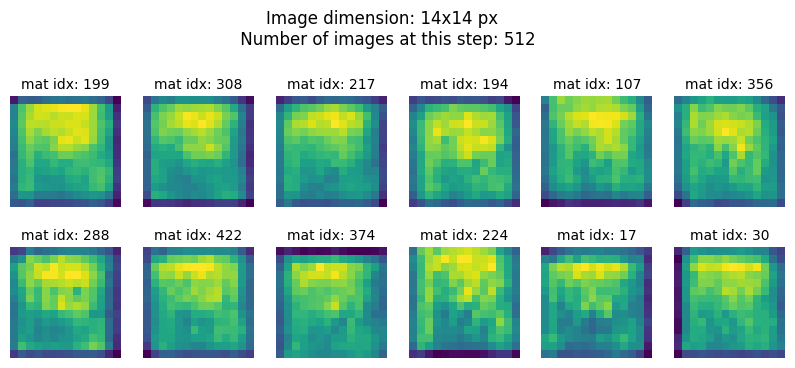 Image dimension: 14x14 px
Number of images at this step: 512
mat idx: 199
mat idx: 308
mat idx: 217
mat idx: 194
mat idx: 107
mat idx: 356
mat idx: 288
mat idx: 422
mat idx: 374
mat idx: 224
mat idx: 17
mat idx: 30